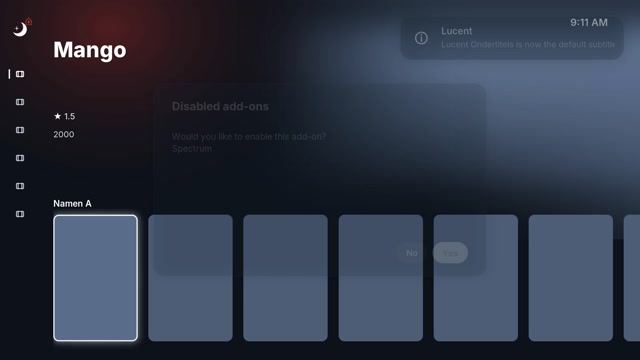 9:11 AM
Lucent
Lucent Ondertitels is now the default subtitle
Mango
Disabled add-ons
★ 1.5
2000
Would you like to enable this add-on?
Spectrum
Namen A
No
Yes